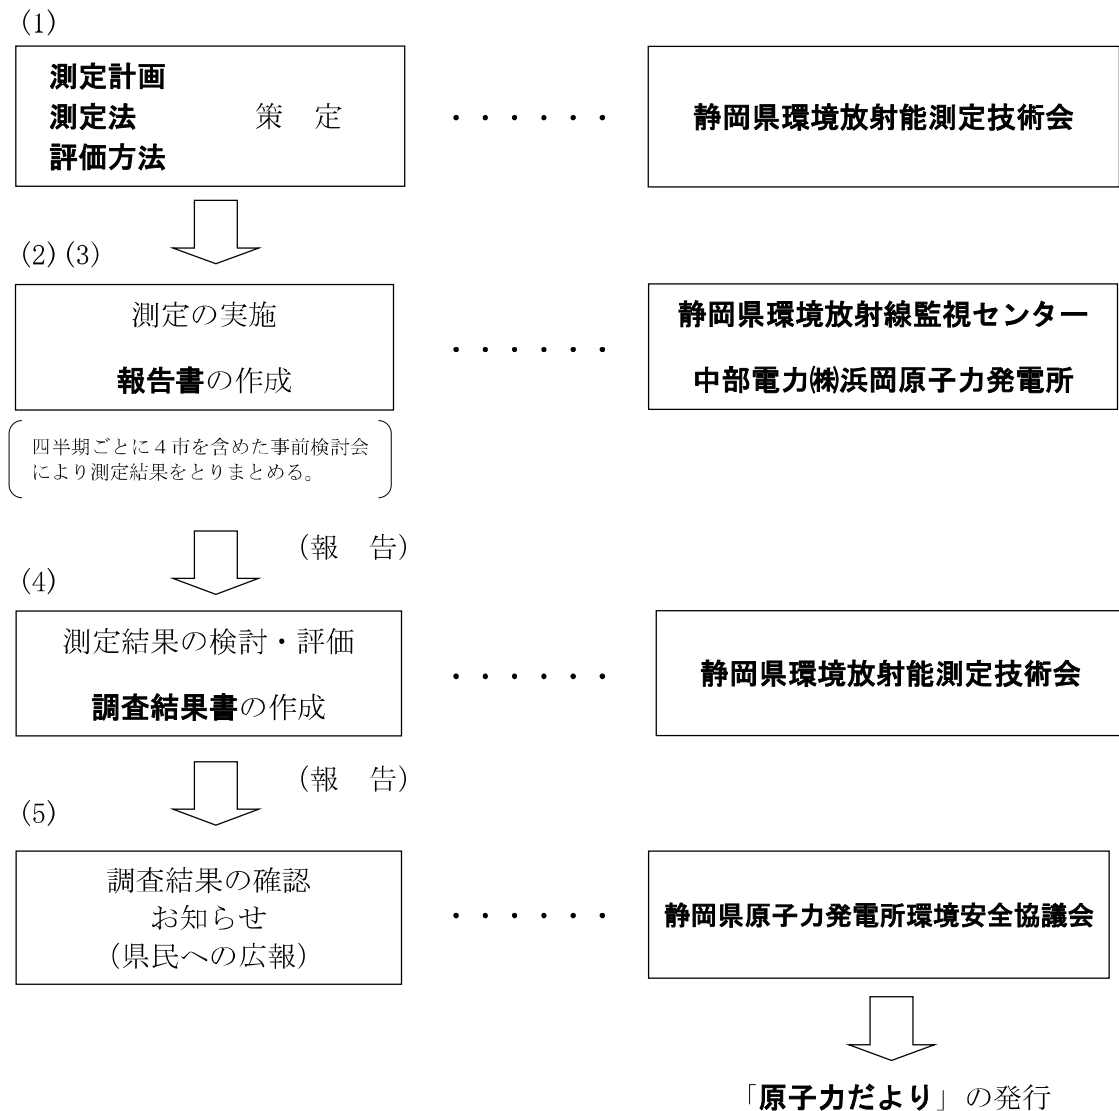 (1)
測定計画
測定法
評価方法
策　定
・・・・・・
静岡県環境放射能測定技術会
(2)(3)
測定の実施
報告書の作成
・・・・・・
静岡県環境放射線監視センター
中部電力㈱浜岡原子力発電所
四半期ごとに４市を含めた事前検討会
により測定結果をとりまとめる。
(報　告)
(4)
測定結果の検討・評価
調査結果書の作成
・・・・・・
静岡県環境放射能測定技術会
(報　告)
(5)
調査結果の確認
お知らせ
(県民への広報)
・・・・・・
静岡県原子力発電所環境安全協議会
「原子力だより」の発行